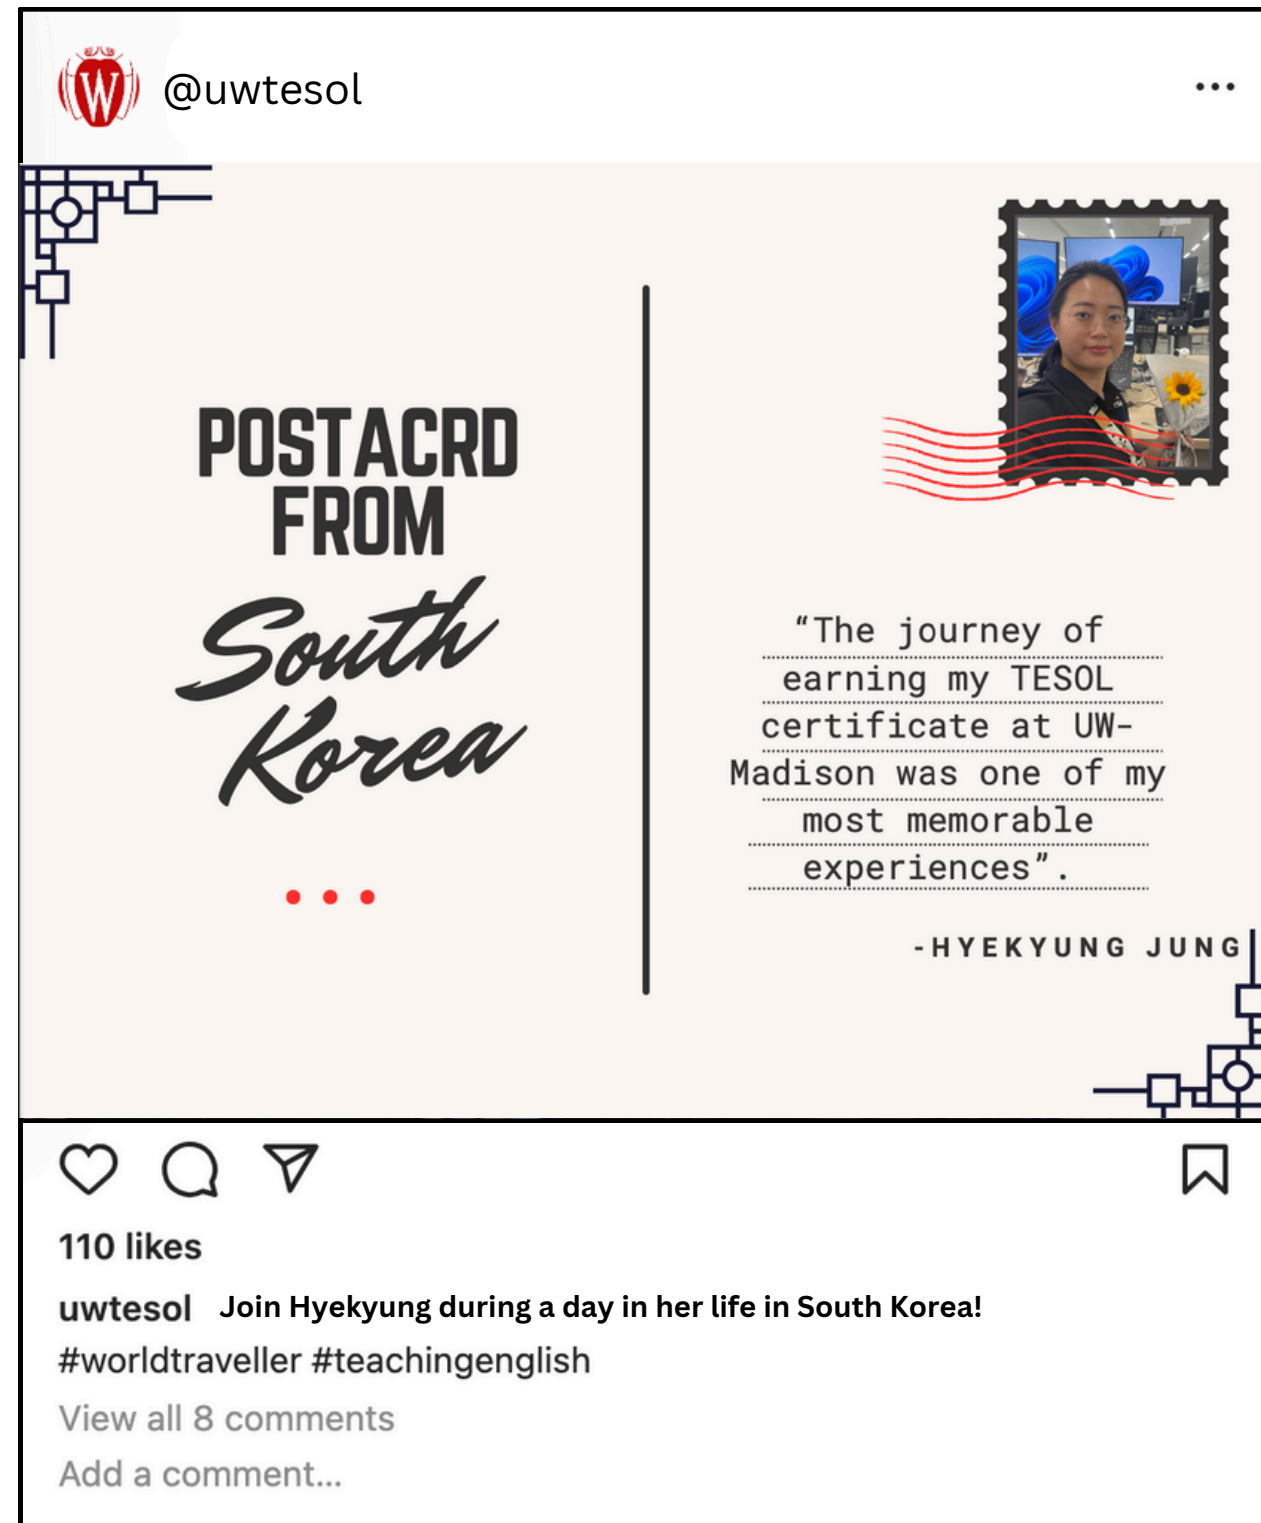 W
@uwtesol
POSTACRD
FROM
South
Korea
“The journey of
earning my TESOL
certificate at UW-
Madison was one of my
most memorable
experiences”.
-HYEKYUNG JUNG
110 likes
uwtesol Join Hyekyung during a day in her life in South Korea!
#worldtraveller #teachingenglish
View all 8 comments
Add a comment...